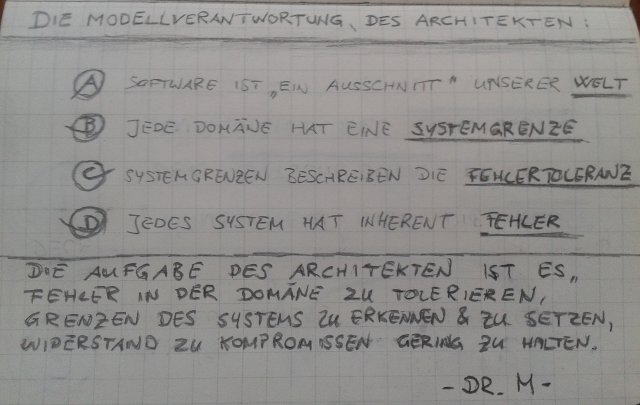 DIE MODELLVERANTWORTUNG DES ARCHITEKTEN:
A SOFTWARE IST „EIN AUSSCHNITT" UNSERER WELT
B JEDE DOMÄNE HAT EINE SYSTEMGRENZE
C SYSTEMGRENZEN BESCHREIBEN DIE FEHLERTOLERANZ
D JEDES SYSTEM HAT INHERENT FEHLER
DIE AUFGABE DES ARCHITEKTEN IST ES,
FEHLER IN DER DOMÄNE ZU TOLERIEREN,
GRENZEN DES SYSTEMS ZU ERKENNEN & ZU SETZEN,
WIDERSTAND ZU KOMPROMISSEN GERING ZU HALTEN.
- DR. M -